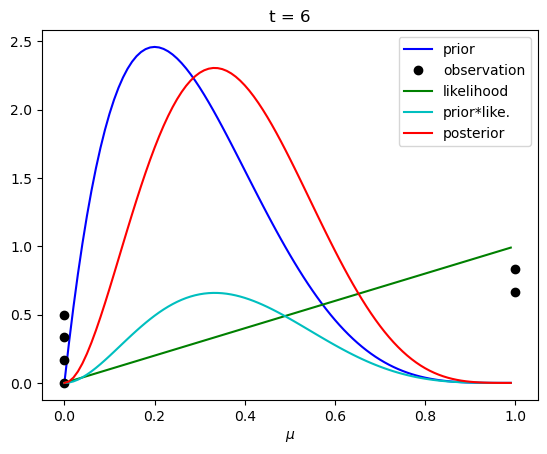 t = 6
2.5
2.0
1.5
1.0
0.5
0.0
prior
observation
likelihood
prior*like.
posterior
0.0 0.2 0.4 0.6 0.8 1.0
μ